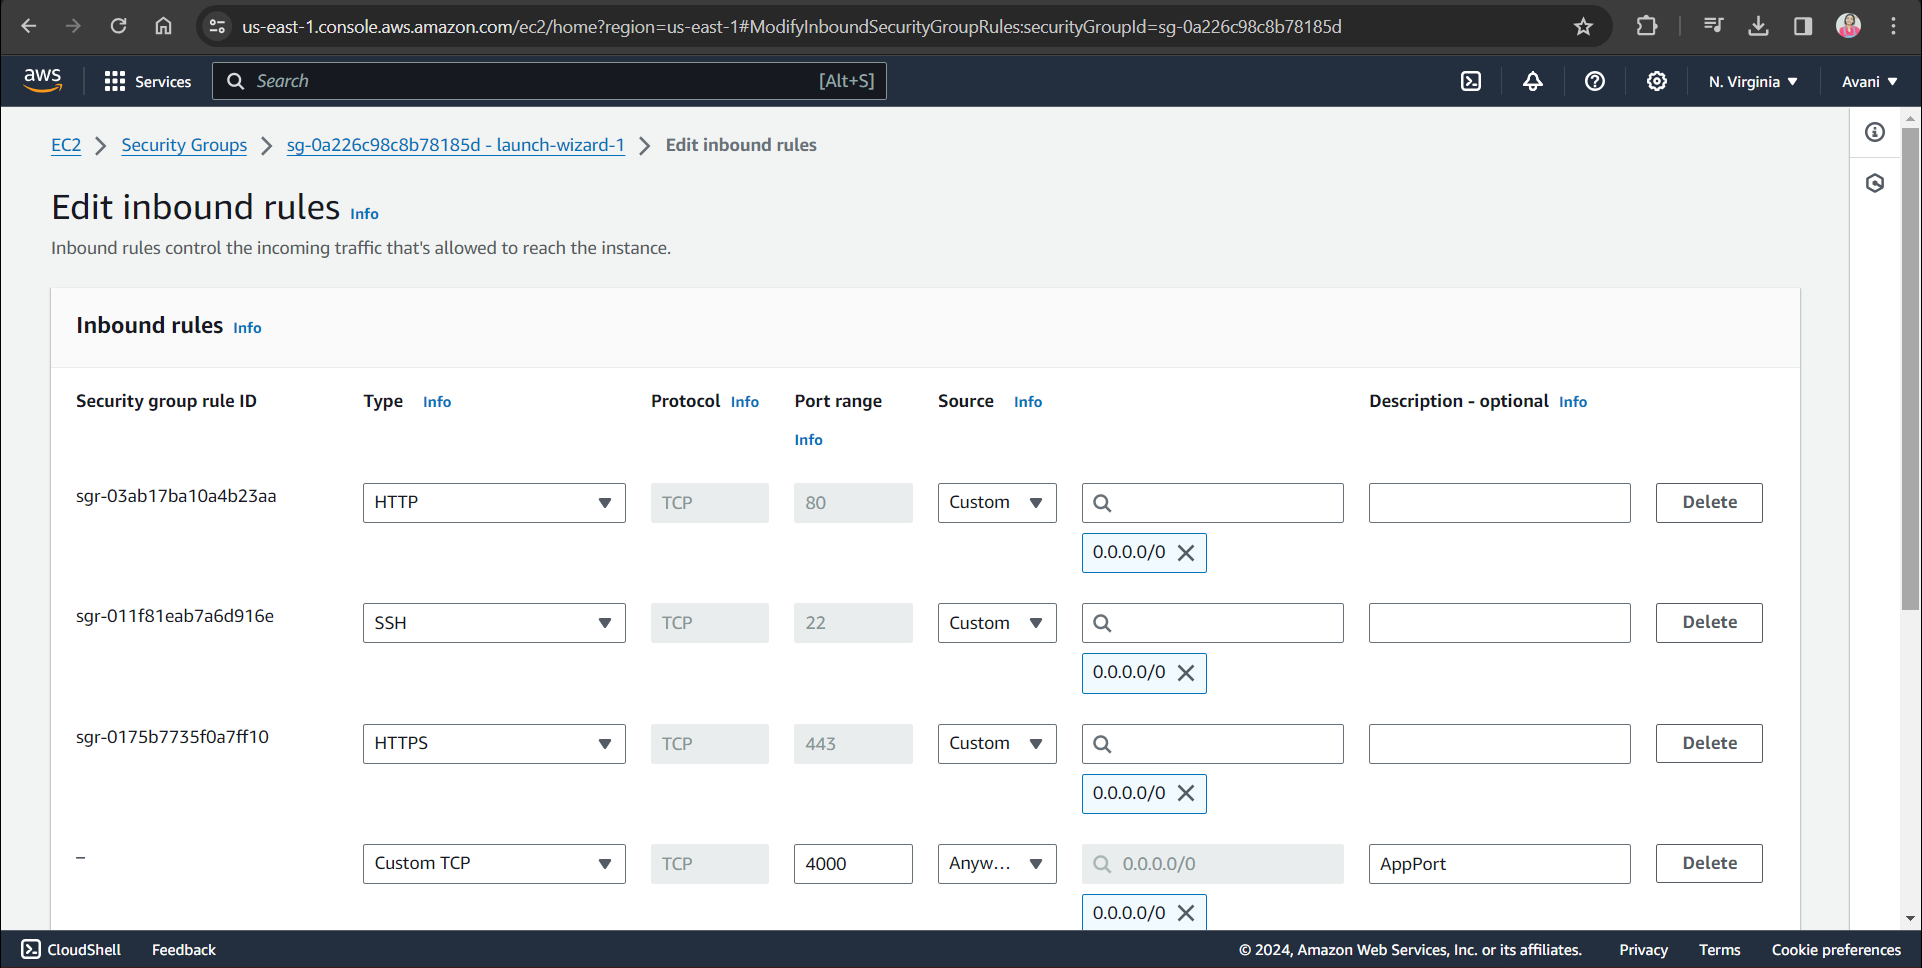 us-east-1.console.aws.amazon.com/ec2/home?region=us-east-1#ModifyInboundSecurityGroupRules:securityGroupId=sg-0a226c98c8b78185d
aws Services Search [Alt+S] N. Virginia Avani
EC2 Security Groups sg-0a226c98c8b78185d - launch-wizard-1 Edit inbound rules
Edit inbound rules Info
Inbound rules control the incoming traffic that's allowed to reach the instance.
Inbound rules Info
Security group rule ID Type Info Protocol Info Port range Source Info Description - optional Info
Info
sgr-03ab17ba10a4b23aa HTTP TCP 80 Custom Delete
0.0.0.0/0
sgr-011f81eab7a6d916e SSH TCP 22 Custom Delete
0.0.0.0/0
sgr-0175b7735f0a7ff10 HTTPS TCP 443 Custom Delete
0.0.0.0/0
– Custom TCP TCP 4000 Anyw... 0.0.0.0/0 AppPort Delete
0.0.0.0/0
CloudShell Feedback © 2024, Amazon Web Services, Inc. or its affiliates. Privacy Terms Cookie preferences